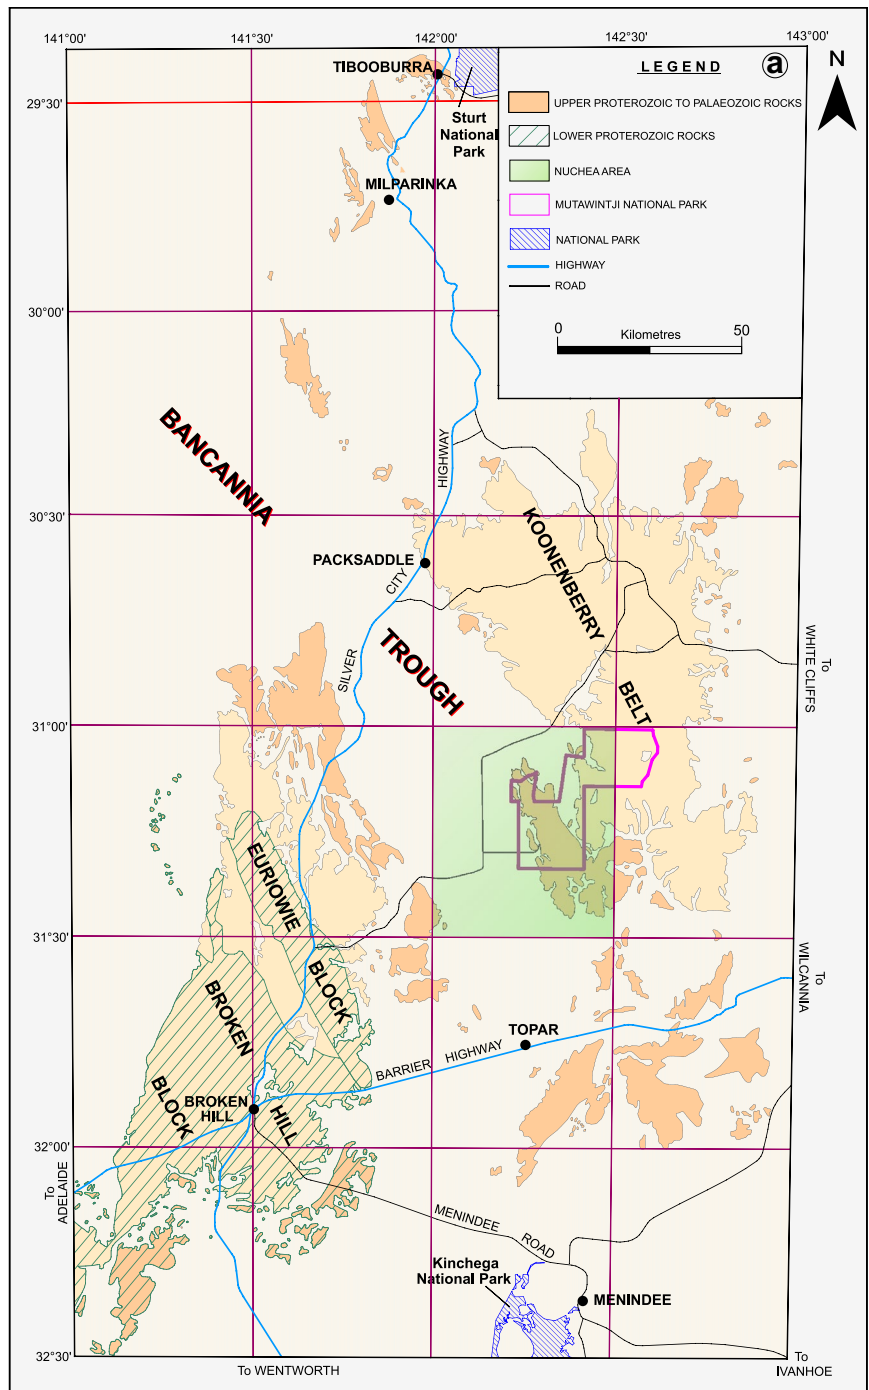 141°00'
141°30'
142°00'
142°30'
143°00'
TIBOOBURRA
LEGEND
a
N
29°30'
UPPER PROTEROZOIC TO PALAEOZOIC ROCKS
Sturt
National
Park
LOWER PROTEROZOIC ROCKS
NUCHEA AREA
MILPARINKA
MUTAWINTJI NATIONAL PARK
NATIONAL PARK
HIGHWAY
ROAD
30°00'
0
Kilometres
50
BANCANNIA
HIGHWAY
30°30'
KOONENBERRY
PACKSADDLE
CITY
TROUGH
SILVER
To
WHITE CLIFFS
BELT
31°00'
EURIOWIE
31°30'
BLOCK
To
WILCANNIA
BROKEN
TOPAR
BARRIER
HIGHWAY
BLOCK
BROKEN
HILL
HILL
32°00'
To
ADELAIDE
MENINDEE
ROAD
Kinchega
National Park
MENINDEE
32°30'
To WENTWORTH
To
IVANHOE